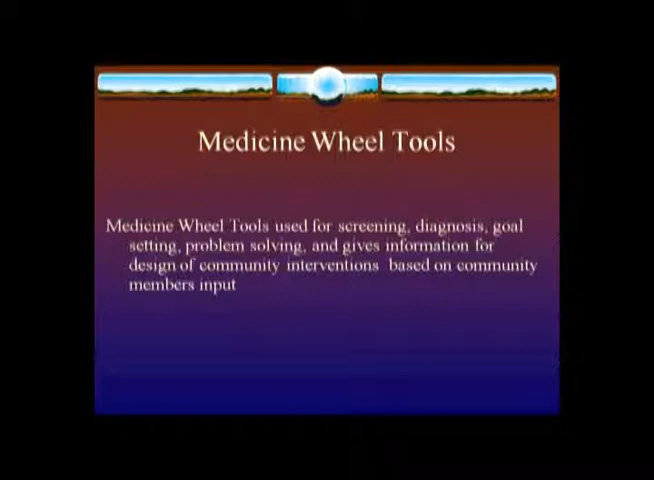 Medicine Wheel Tools
Medicine Wheel Tools used for screening, diagnosis, goal
setting, problem solving, and gives information for
design of community interventions based on community
members input